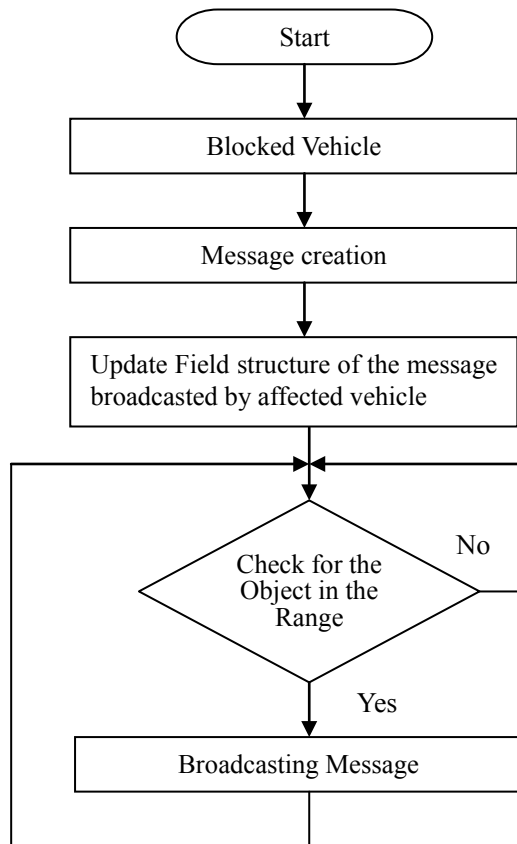 Start
Blocked Vehicle
Message creation
Update Field structure of the message
broadcasted by affected vehicle
Check for the
Object in the
Range
No
Yes
Broadcasting Message